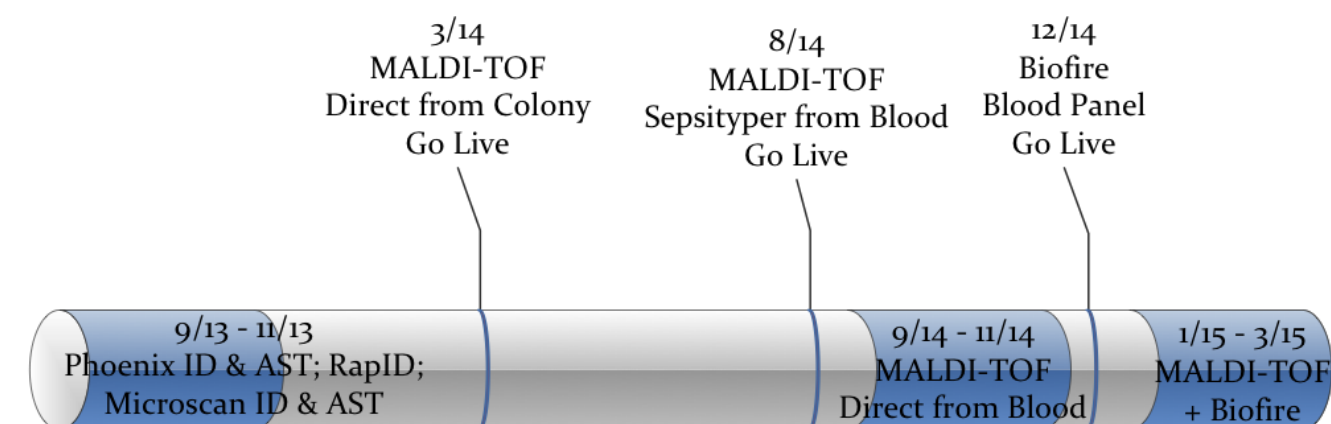 3/14
MALDI-TOF
Direct from Colony
Go Live
8/14
MALDI-TOF
Sepsityper from Blood
Go Live
12/14
Biofire
Blood Panel
Go Live
9/13 - 11/13
Phoenix ID & AST; RapID;
Microscan ID & AST
9/14 - 11/14
MALDI-TOF
Direct from Blood
1/15 - 3/15
MALDI-TOF
+ Biofire